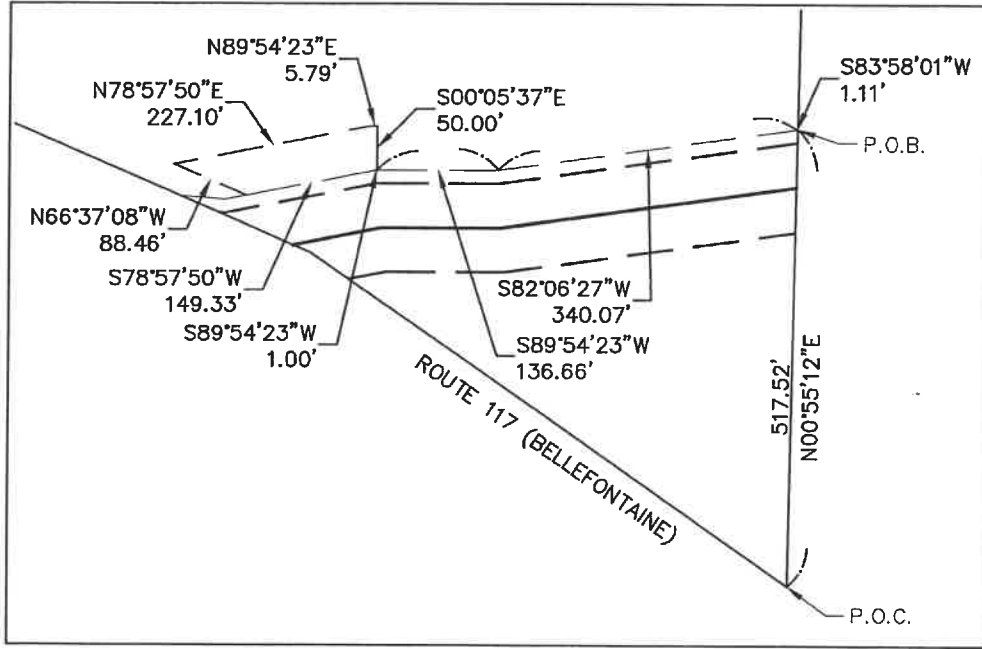 N89°54'23"E
5.79'
N78°57'50"E
227.10'
S00°05'37"E
50.00'
S83°58'01"W
1.11'
P.O.B.
N66°37'08"W
88.46'
S78°57'50"W
149.33'
S89°54'23"W
1.00'
S82°06'27"W
340.07'
S89°54'23"W
136.66'
ROUTE 117 (BELLEFONTAINE)
517.52'
N00°55'12"E
P.O.C.